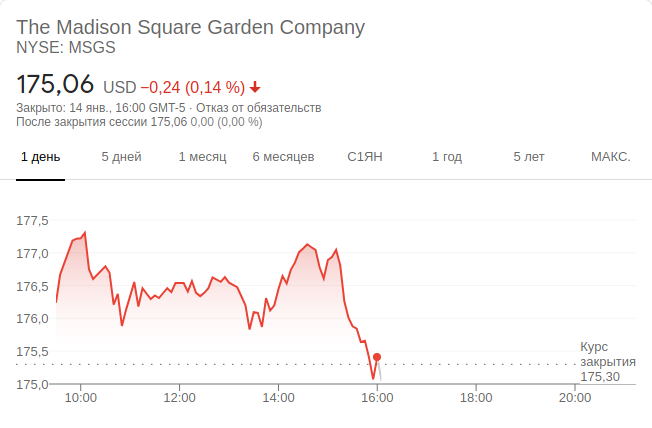 The Madison Square Garden Company
NYSE: MSGS
175,06 USD −0,24 (0,14 %)
Закрыто: 14 янв., 16:00 GMT-5 · Отказ от обязательств
После закрытия сессии 175,06 0,00 (0,00 %)
1 день 5 дней 1 месяц 6 месяцев С1ЯН 1 год 5 лет МАКС.
177,5
177,0
176,5
176,0
175,5
Курс
закрытия
175,30
175,0
10:00 12:00 14:00 16:00 18:00 20:00